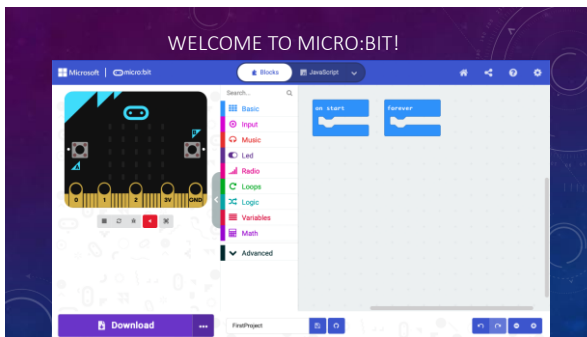 WELCOME TO MICRO:BIT!
Microsoft | micro:bit
Blocks
JavaScript
Search...
Basic
Input
Music
Led
Radio
Loops
Logic
Variables
Math
Advanced
on start
forever
B
A
0 1 2 3V GND
Download
FirstProject